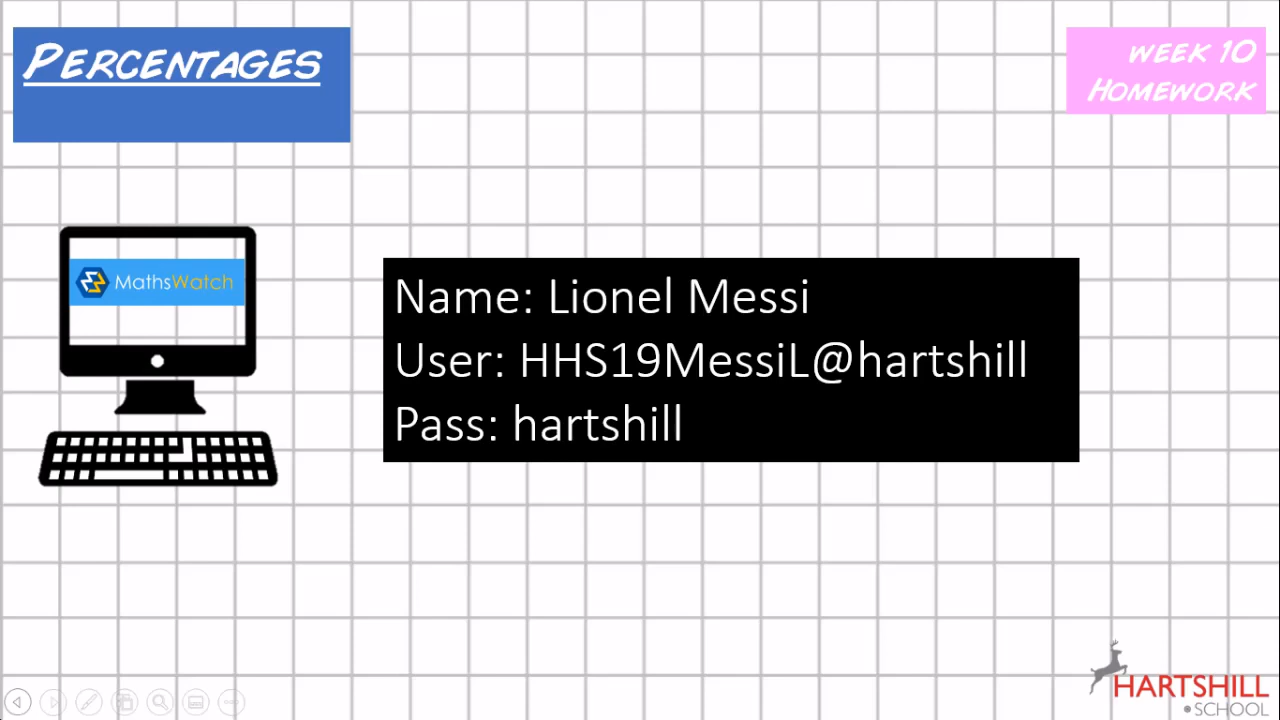 Percentages
Week 10
Homework
MathsWatch
Name: Lionel Messi
User: HHS19MessiL@hartshill
Pass: hartshill
HARTSHILL
SCHOOL